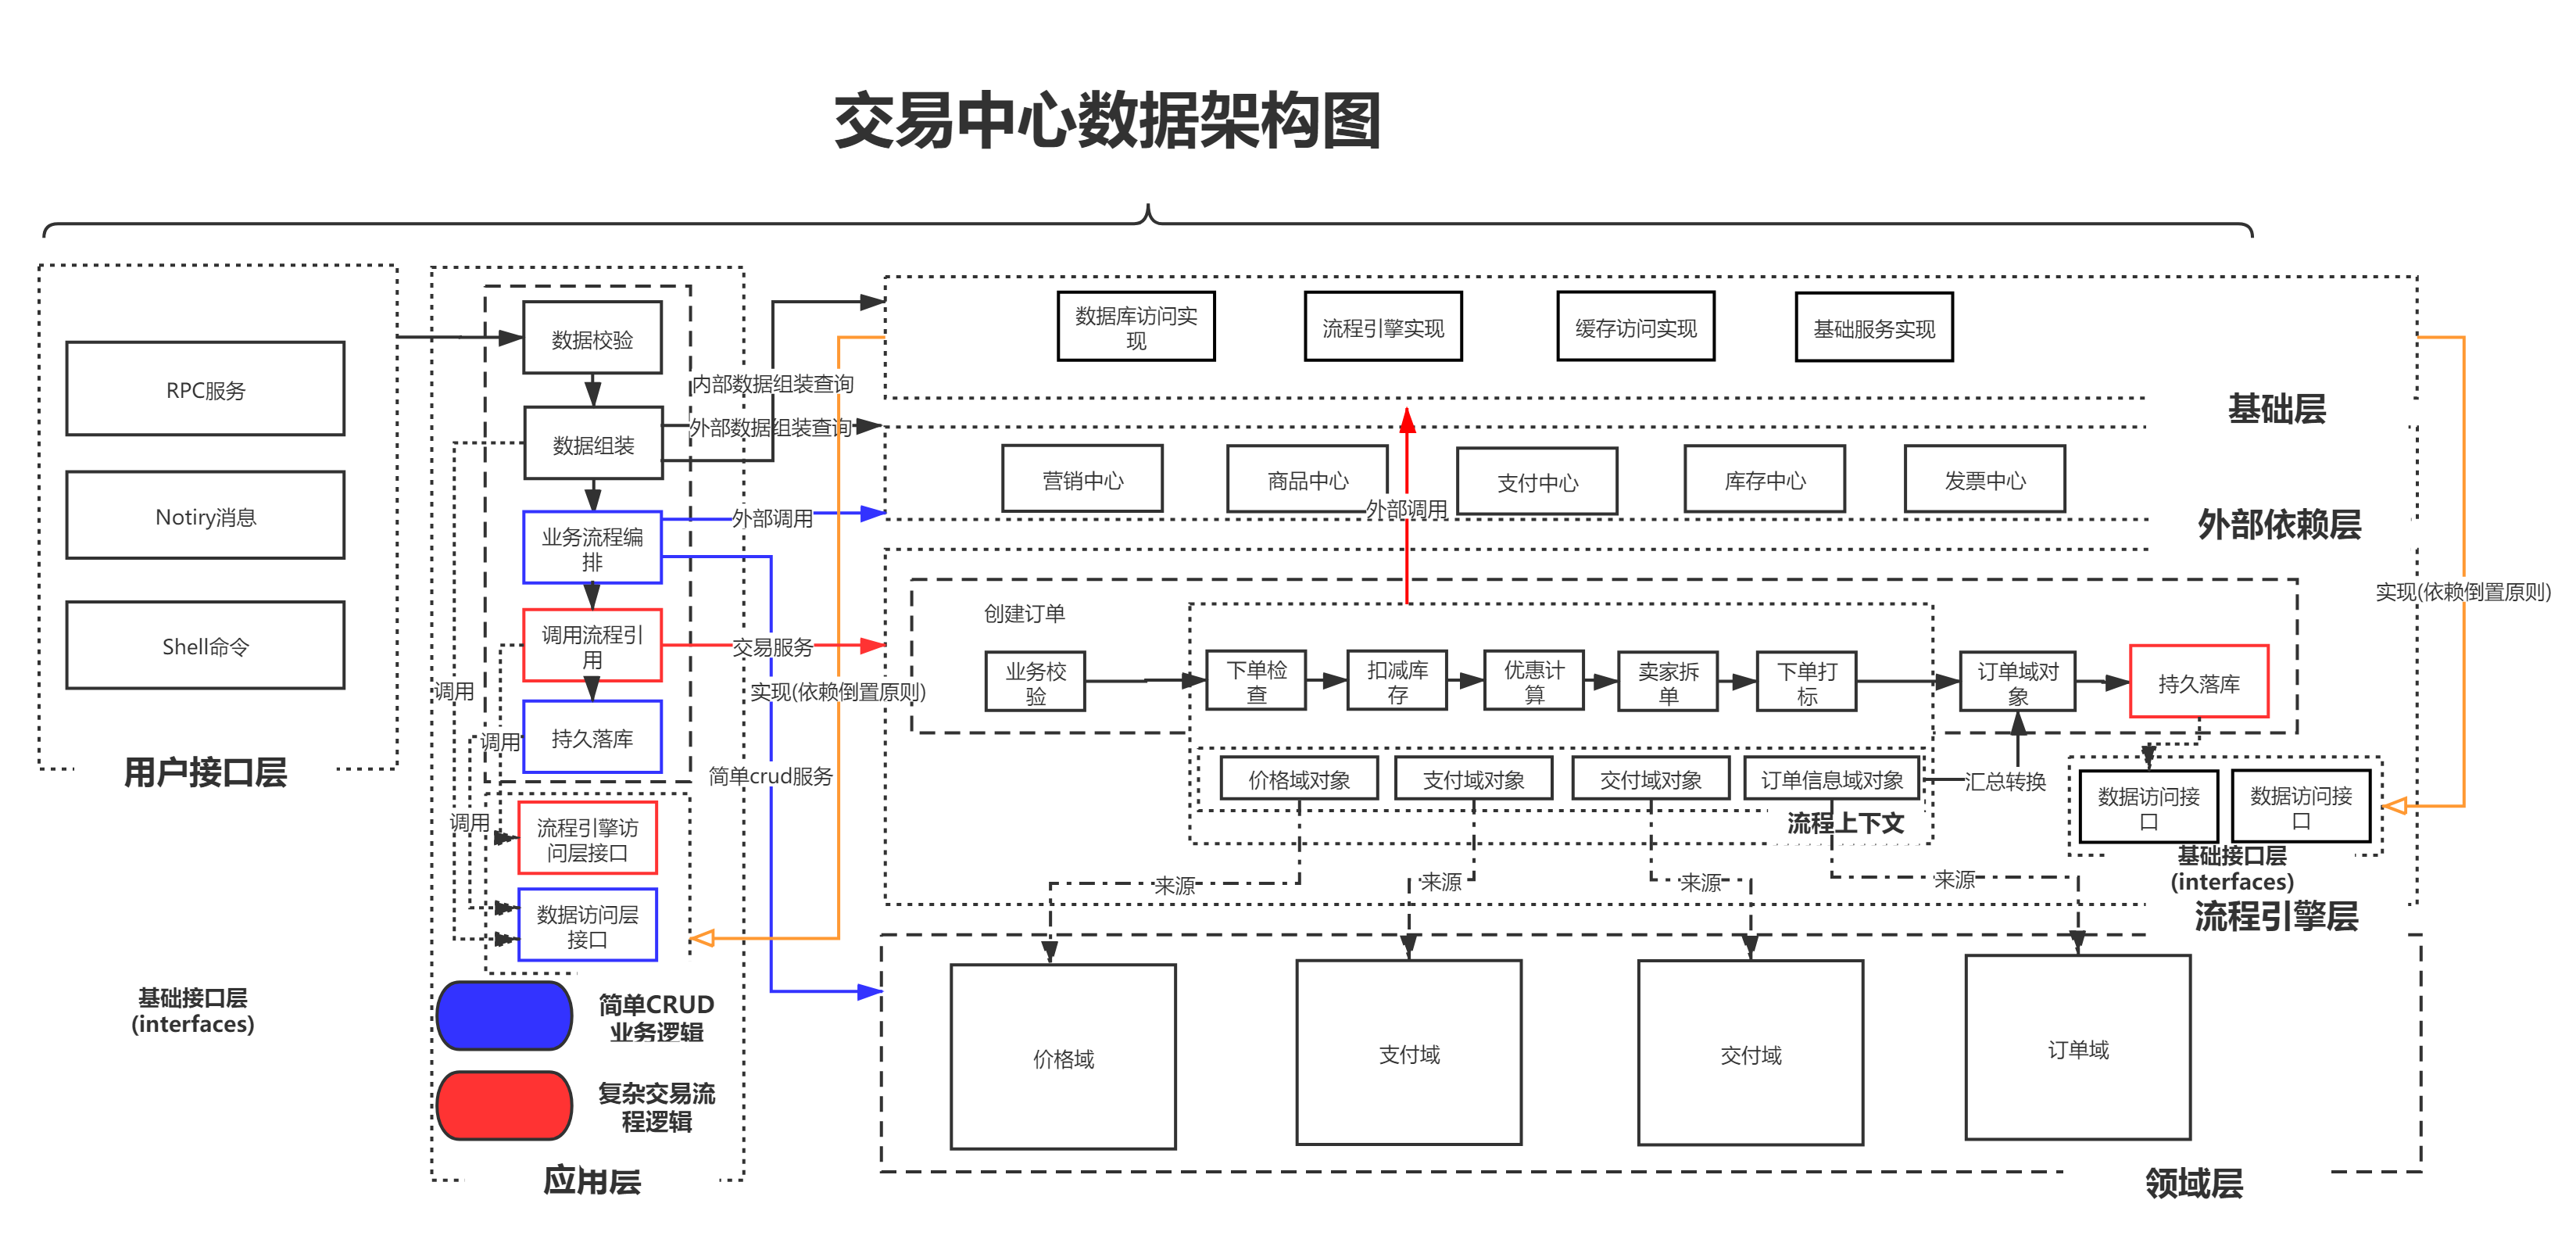 交易中心数据架构图
RPC服务
Notiry消息
Shell命令
用户接口层
基础接口层
(interfaces)
数据校验
数据组装
业务流程编
排
调用流程引
用
持久落库
流程引擎访
问层接口
数据访问层
接口
调用
调用
调用
简单CRUD
业务逻辑
复杂交易流
程逻辑
应用层
内部数据组装查询
外部数据组装查询
外部调用
交易服务
实现(依赖倒置原则)
简单crud服务
数据库访问实
现
流程引擎实现
缓存访问实现
基础服务实现
基础层
营销中心
商品中心
支付中心
库存中心
发票中心
外部依赖层
外部调用
实现(依赖倒置原则)
创建订单
业务校
验
下单检
查
扣减库
存
优惠计
算
卖家拆
单
下单打
标
订单域对
象
持久落库
价格域对象
支付域对象
交付域对象
订单信息域对象
汇总转换
流程上下文
数据访问接
口
数据访问接
口
基础接口层
(interfaces)
流程引擎层
来源
来源
来源
来源
价格域
支付域
交付域
订单域
领域层